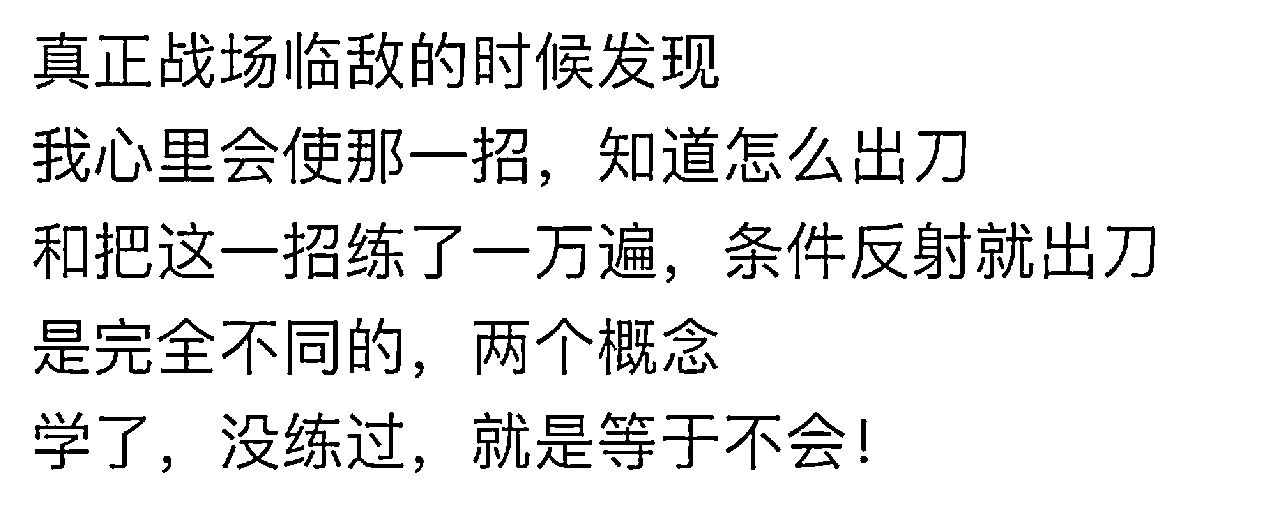 真正战场临敌的时候发现
我心里会使那一招，知道怎么出刀
和把这一招练了一万遍，条件反射就出刀
是完全不同的，两个概念
学了，没练过，就是等于不会！